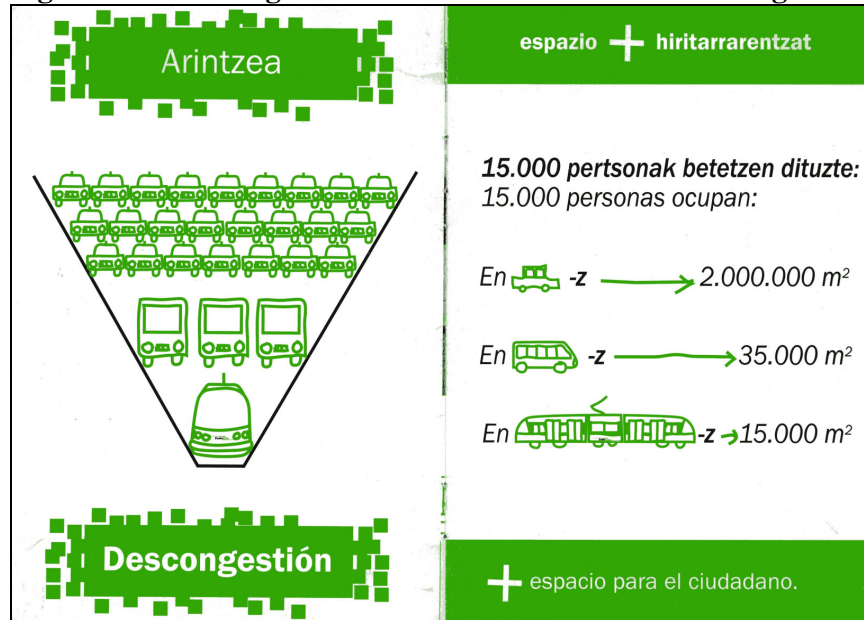 Arintzea
Descongestión
espazio + hiritarrarentzat
15.000 pertsonak betetzen dituzte:
15.000 personas ocupan:
En -z 2.000.000 m²
En -z 35.000 m²
En -z 15.000 m²
+ espacio para el ciudadano.